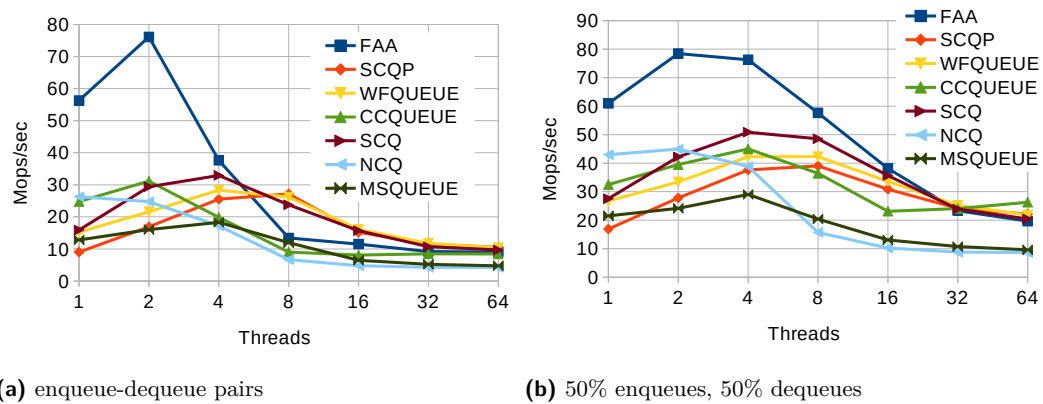 80
70
60
50
40
30
20
10
0
Mops/sec
FAA
SCQP
WFQUEUE
CCQUEUE
SCQ
NCQ
MSQUEUE
1 2 4 8 16 32 64
Threads
(a) enqueue-dequeue pairs
90
80
70
60
50
40
30
20
10
0
Mops/sec
FAA
SCQP
WFQUEUE
CCQUEUE
SCQ
NCQ
MSQUEUE
1 2 4 8 16 32 64
Threads
(b) 50% enqueues, 50% dequeues